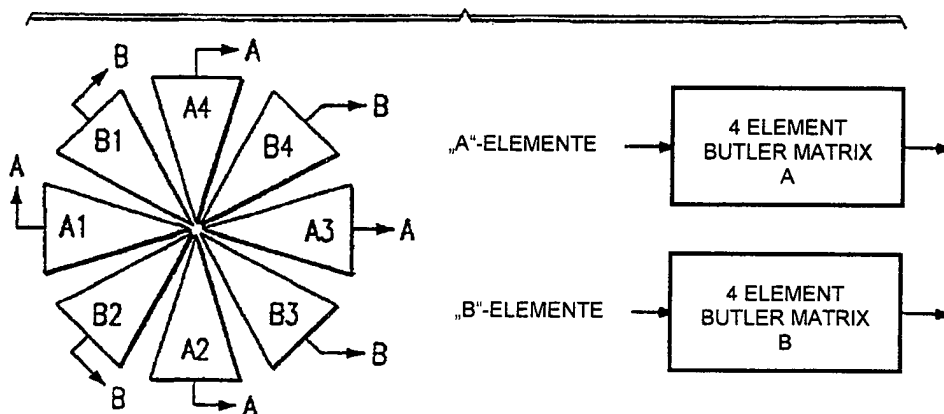 B
A
A4
B
B1
B4
A
A1
A3
A
B2
B3
A2
B
B
A
„A“-ELEMENTE
4 ELEMENT
BUTLER MATRIX
A
„B“-ELEMENTE
4 ELEMENT
BUTLER MATRIX
B